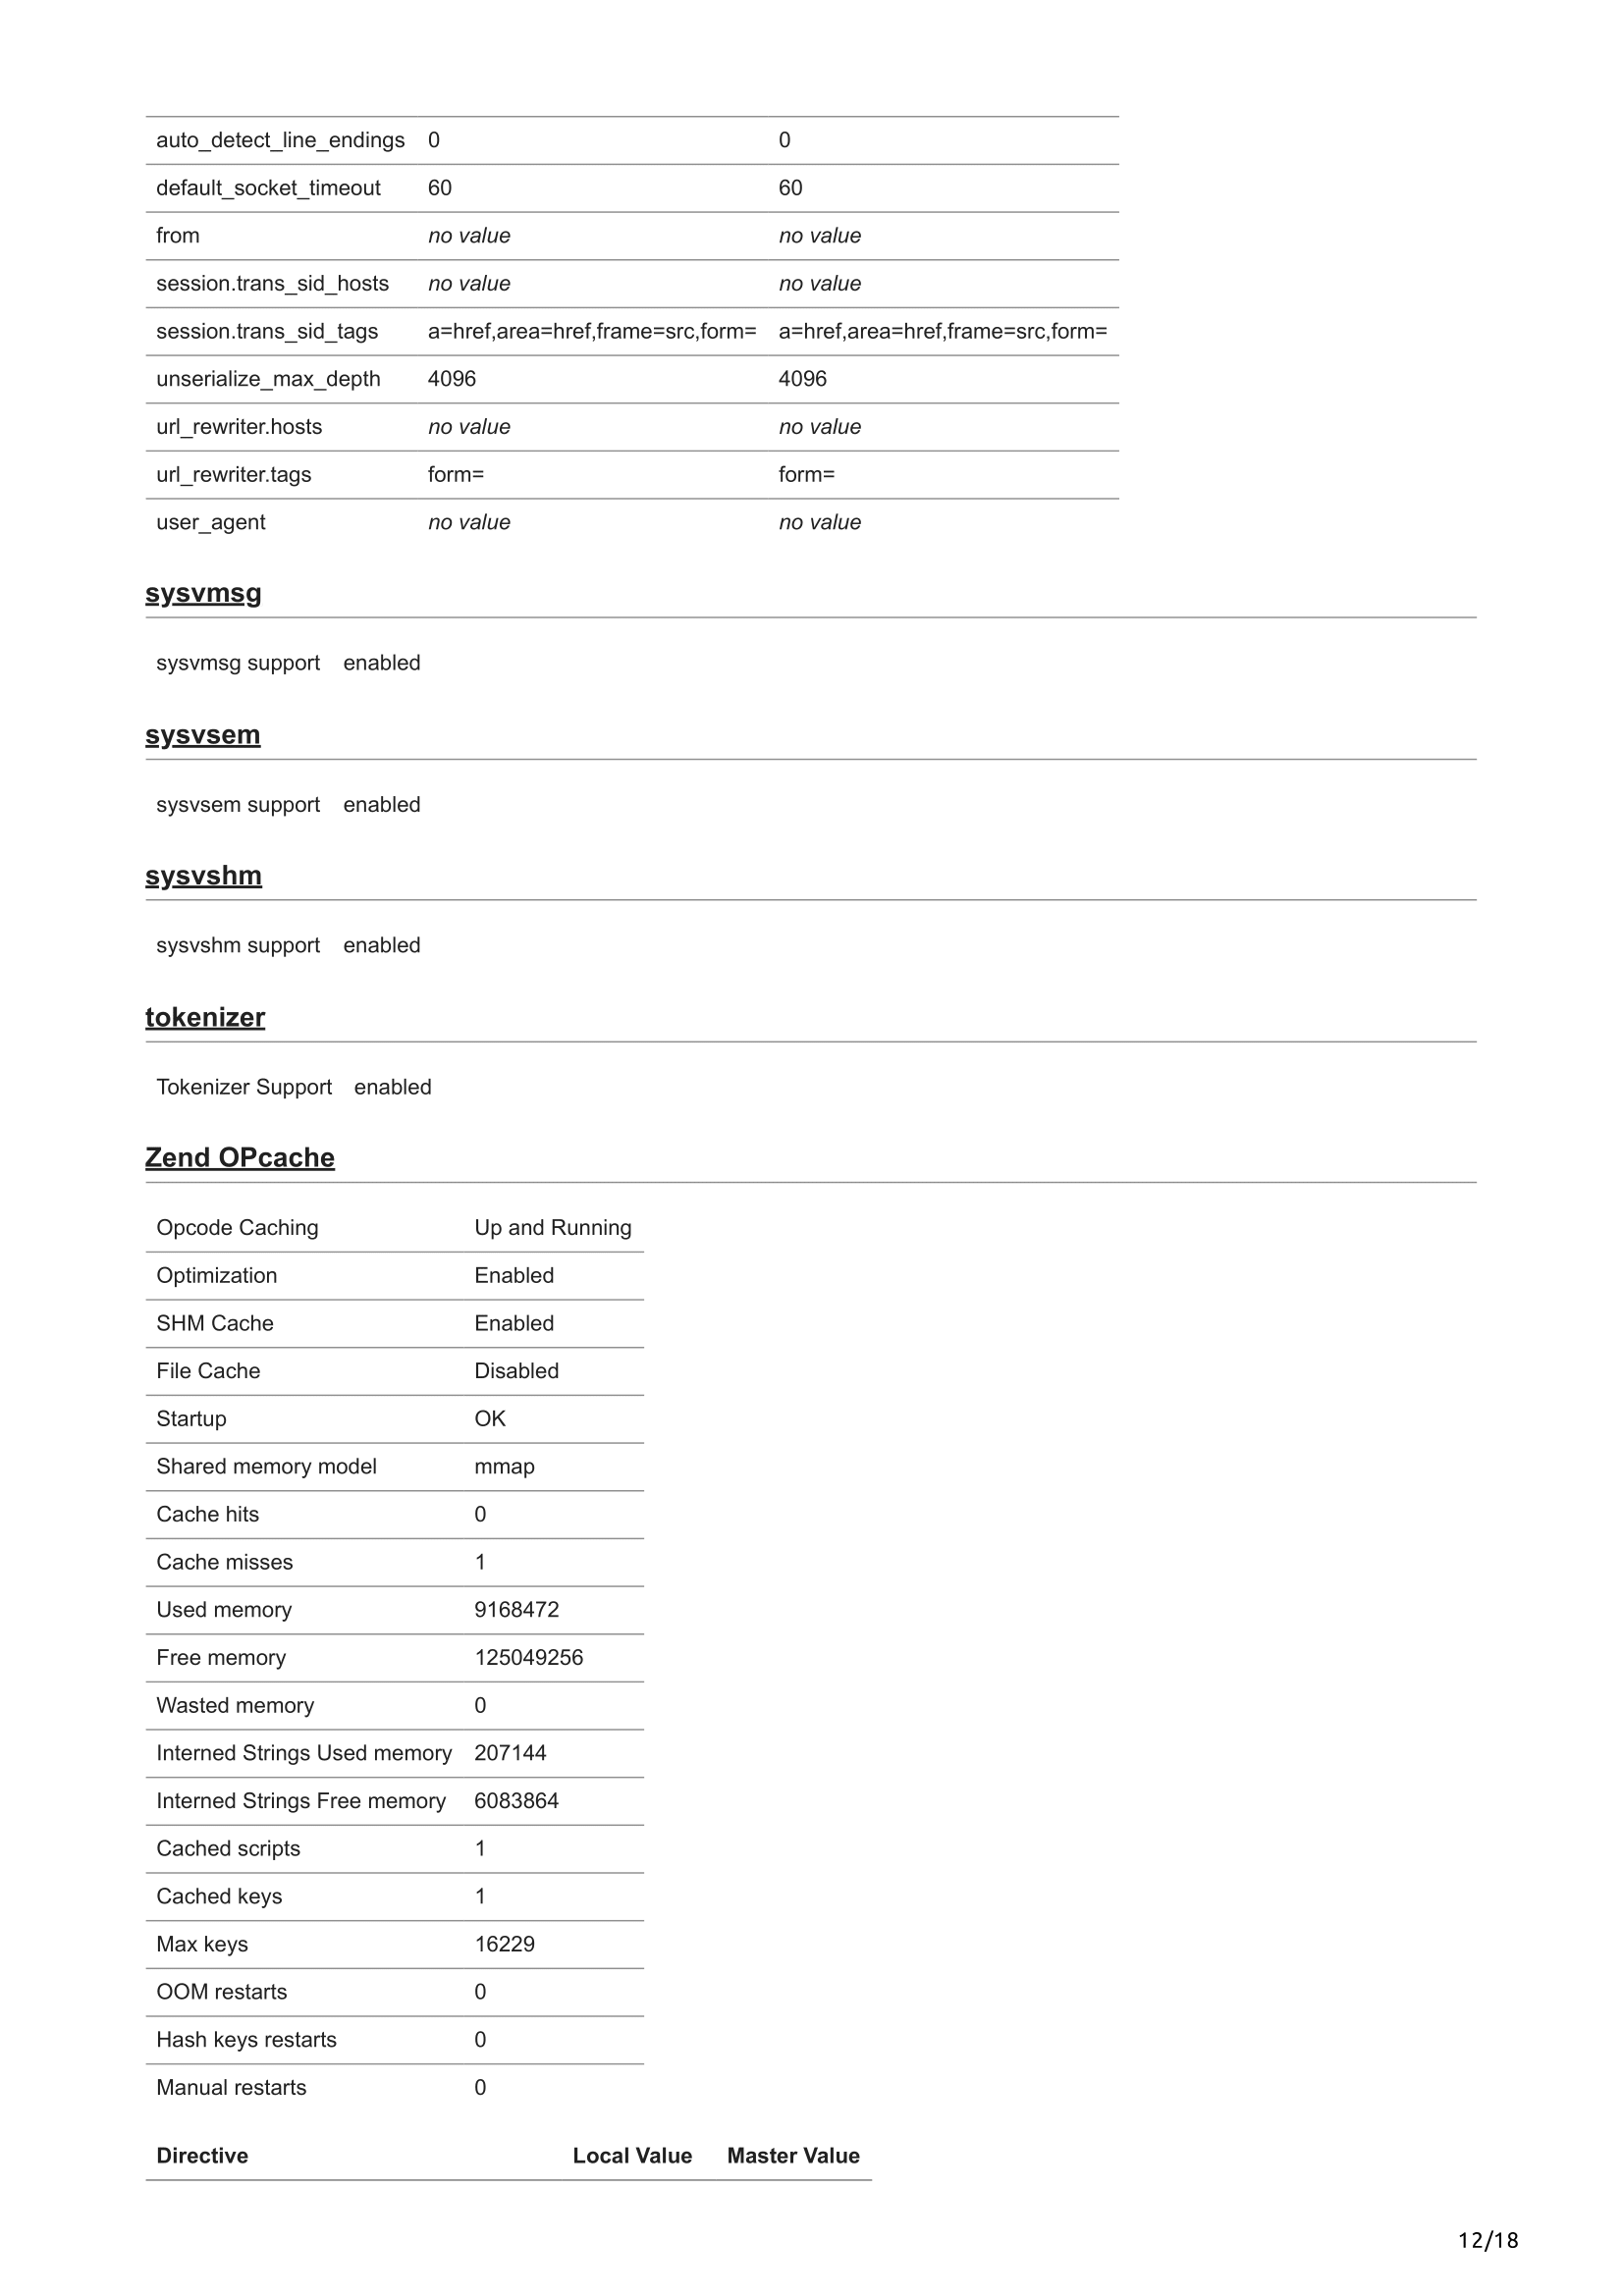 auto_detect_line_endings 0 0
default_socket_timeout 60 60
from no value no value
session.trans_sid_hosts no value no value
session.trans_sid_tags a=href,area=href,frame=src,form= a=href,area=href,frame=src,form=
unserialize_max_depth 4096 4096
url_rewriter.hosts no value no value
url_rewriter.tags form= form=
user_agent no value no value
sysvmsg
sysvmsg support enabled
sysvsem
sysvsem support enabled
sysvshm
sysvshm support enabled
tokenizer
Tokenizer Support enabled
Zend OPcache
Opcode Caching Up and Running
Optimization Enabled
SHM Cache Enabled
File Cache Disabled
Startup OK
Shared memory model mmap
Cache hits 0
Cache misses 1
Used memory 9168472
Free memory 125049256
Wasted memory 0
Interned Strings Used memory 207144
Interned Strings Free memory 6083864
Cached scripts 1
Cached keys 1
Max keys 16229
OOM restarts 0
Hash keys restarts 0
Manual restarts 0
Directive Local Value Master Value
12/18